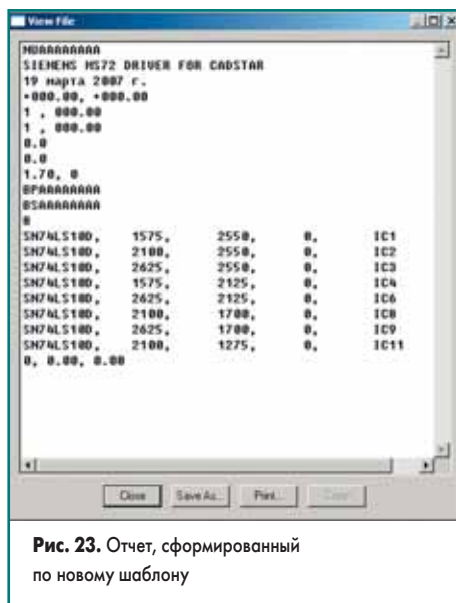 View File
MDAAAAAAAA
SIEMENS MS72 DRIVER FOR CADSTAR
19 марта 2007 г.
+000.00, +000.00
1 , 000.00
1 , 000.00
0.0
0.0
1.70, 0
BPAAAAAAAA
BSAAAAAAAA
0
SN74LS10D, 1575, 2550, 0, IC1
SN74LS10D, 2100, 2550, 0, IC2
SN74LS10D, 2625, 2550, 0, IC3
SN74LS10D, 1575, 2125, 0, IC4
SN74LS10D, 2625, 2125, 0, IC6
SN74LS10D, 2100, 1700, 0, IC8
SN74LS10D, 2625, 1700, 0, IC9
SN74LS10D, 2100, 1275, 0, IC11
0, 0.00, 0.00
Close Save As... Print...
Рис. 23. Отчет, сформированный
по новому шаблону